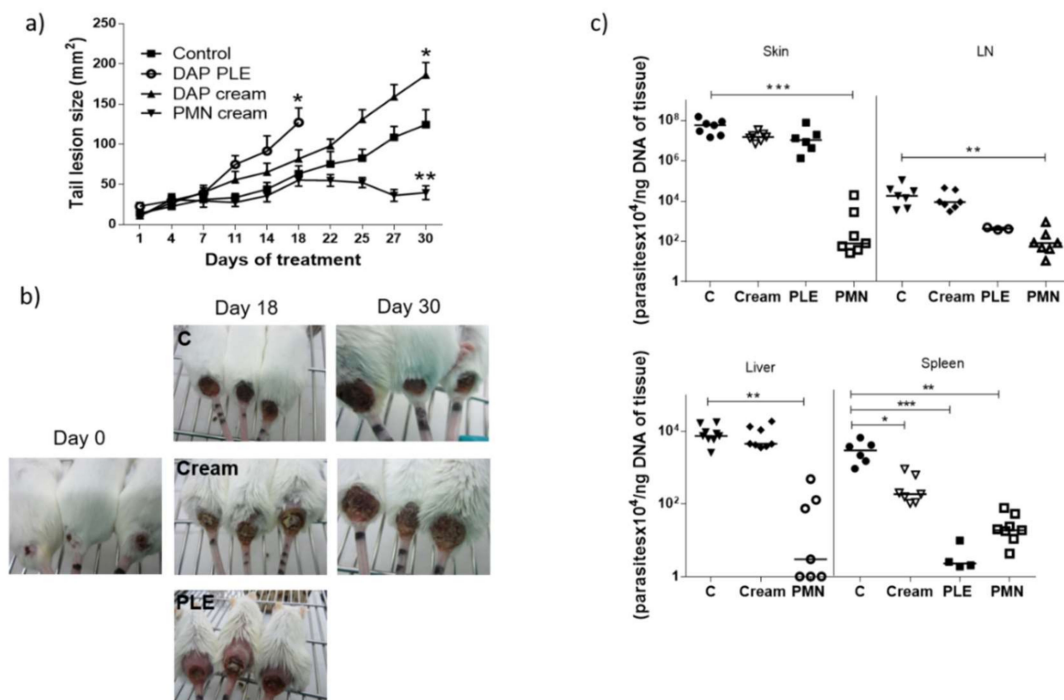 a)
250
200
150
100
50
0
Tail lesion size (mm²)
Control
DAP PLE
DAP cream
PMN cream
*
*
**
1 4 7 11 14 18 22 25 27 30
Days of treatment
b)
Day 0
Day 18
Day 30
C
Cream
PLE
c)
Skin
LN
(parasitesx10⁴/ng DNA of tissue)
10⁸
10⁶
10⁴
10²
1
***
**
C Cream PLE PMN
C Cream PLE PMN
Liver
Spleen
(parasitesx10⁴/ng DNA of tissue)
10⁴
10²
1
**
**
***
*
C Cream PMN
C Cream PLE PMN